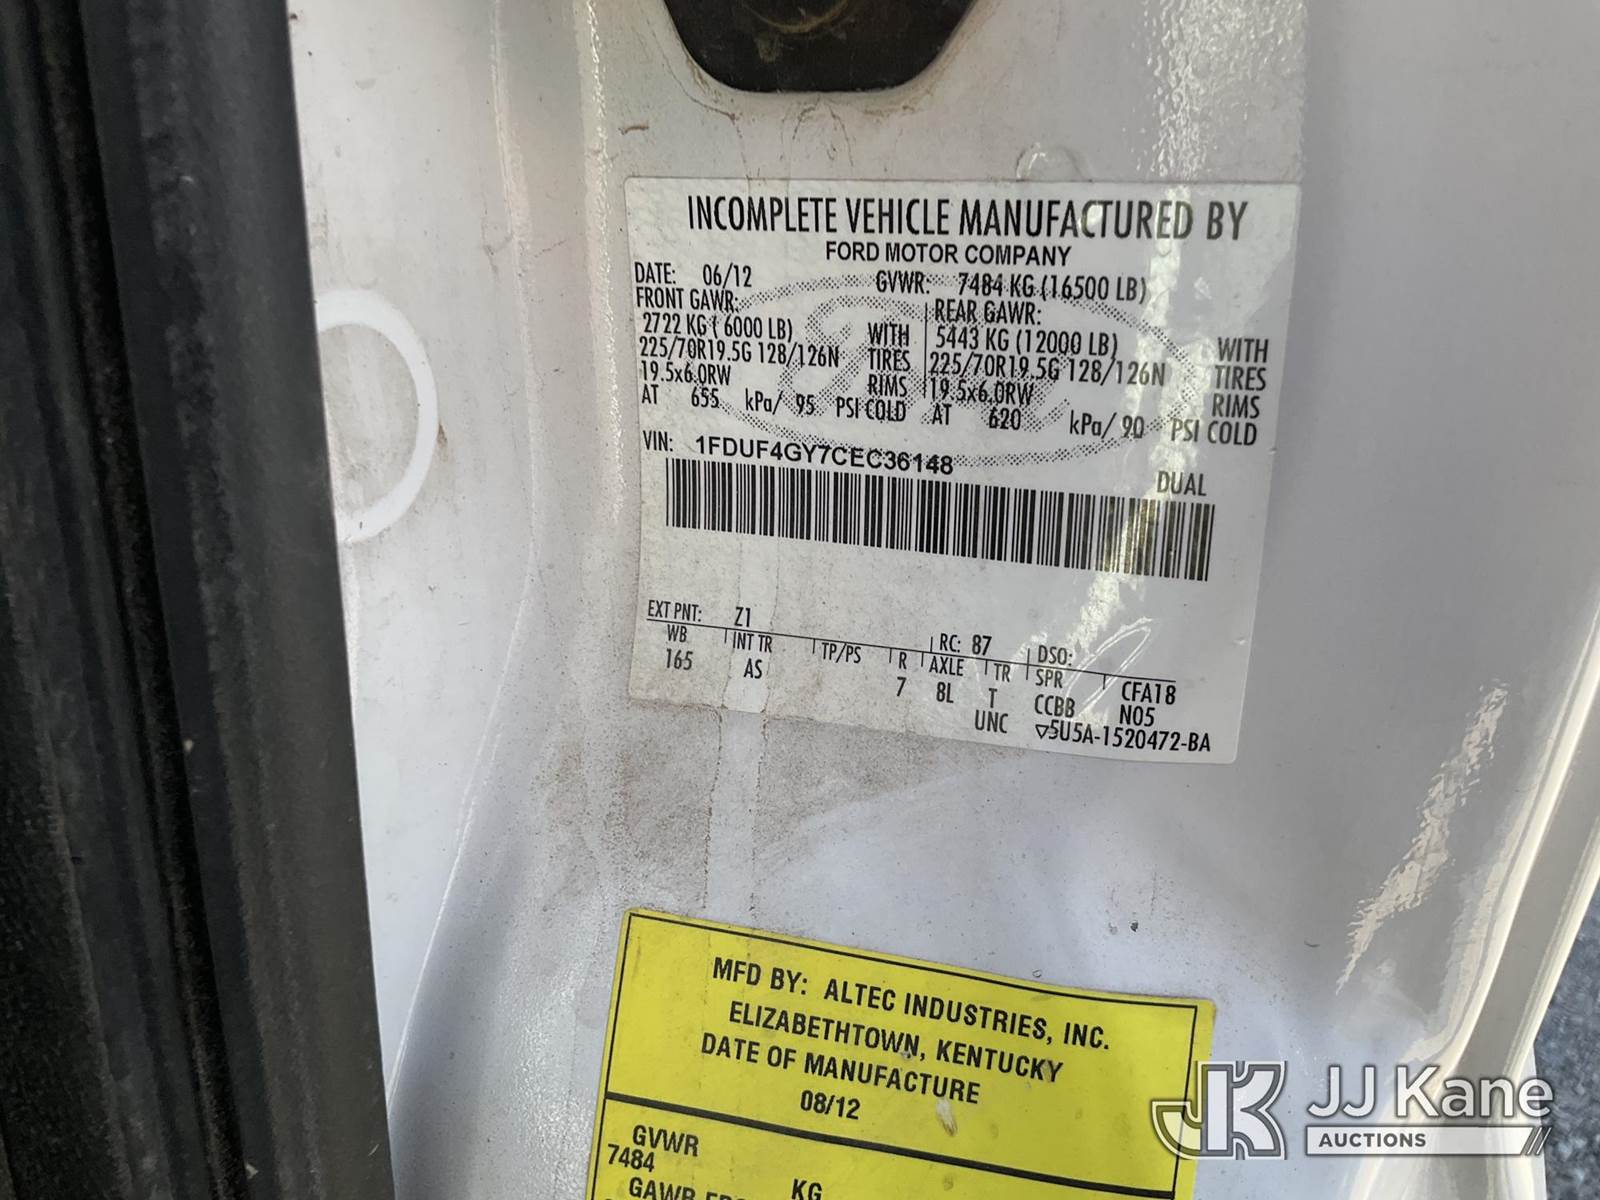 INCOMPLETE VEHICLE MANUFACTURED BY
FORD MOTOR COMPANY
DATE: 06/12 GVWR: 7484 KG (16500 LB)
FRONT GAWR: REAR GAWR:
2722 KG ( 6000 LB) WITH 5443 KG (12000 LB) WITH
225/70R19.5G 128/126N TIRES 225/70R19.5G 128/126N TIRES
19.5x6.0RW RIMS 19.5x6.0RW RIMS
AT 655 kPa/ 95 PSI COLD AT 620 kPa/ 90 PSI COLD
VIN: 1FDUF4GY7CEC36148
DUAL
EXT PNT: Z1 RC: 87 DSO:
WB INT TR TP/PS R AXLE TR SPR
165 AS 7 8L T CCBB CFA18
UNC N05
5U5A-1520472-BA
MFD BY: ALTEC INDUSTRIES, INC.
ELIZABETHTOWN, KENTUCKY
DATE OF MANUFACTURE
08/12
GVWR
7484 KG
GAWR
JK JJ Kane
AUCTIONS